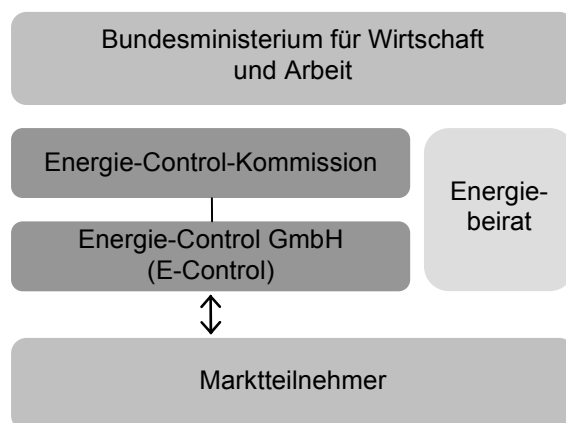 Bundesministerium für Wirtschaft
und Arbeit
Energie-Control-Kommission
Energie-
beirat
Energie-Control GmbH
(E-Control)
Marktteilnehmer